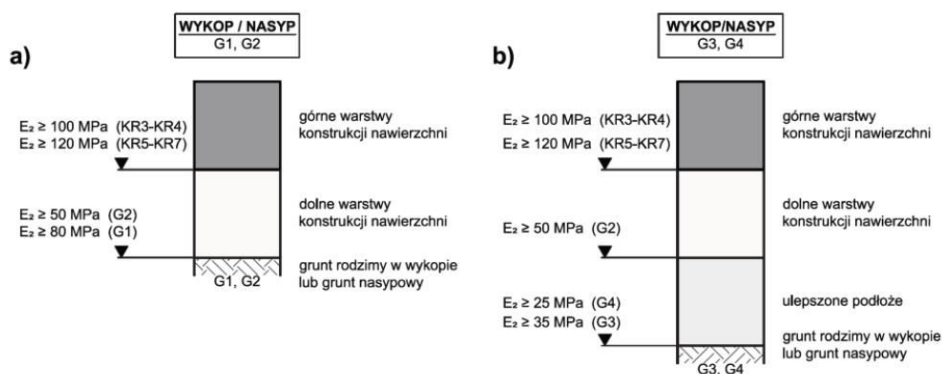 WYKOP / NASYP
G1, G2
a)
E₂ ≥ 100 MPa (KR3-KR4)
E₂ ≥ 120 MPa (KR5-KR7)
górne warstwy
konstrukcji nawierzchni
E₂ ≥ 50 MPa (G2)
E₂ ≥ 80 MPa (G1)
dolne warstwy
konstrukcji nawierzchni
G1, G2
grunt rodzimy w wykopie
lub grunt nasypowy
WYKOP/NASYP
G3, G4
b)
E₂ ≥ 100 MPa (KR3-KR4)
E₂ ≥ 120 MPa (KR5-KR7)
górne warstwy
konstrukcji nawierzchni
E₂ ≥ 50 MPa (G2)
dolne warstwy
konstrukcji nawierzchni
E₂ ≥ 25 MPa (G4)
E₂ ≥ 35 MPa (G3)
ulepszone podłoże
grunt rodzimy w wykopie
lub grunt nasypowy
G3, G4